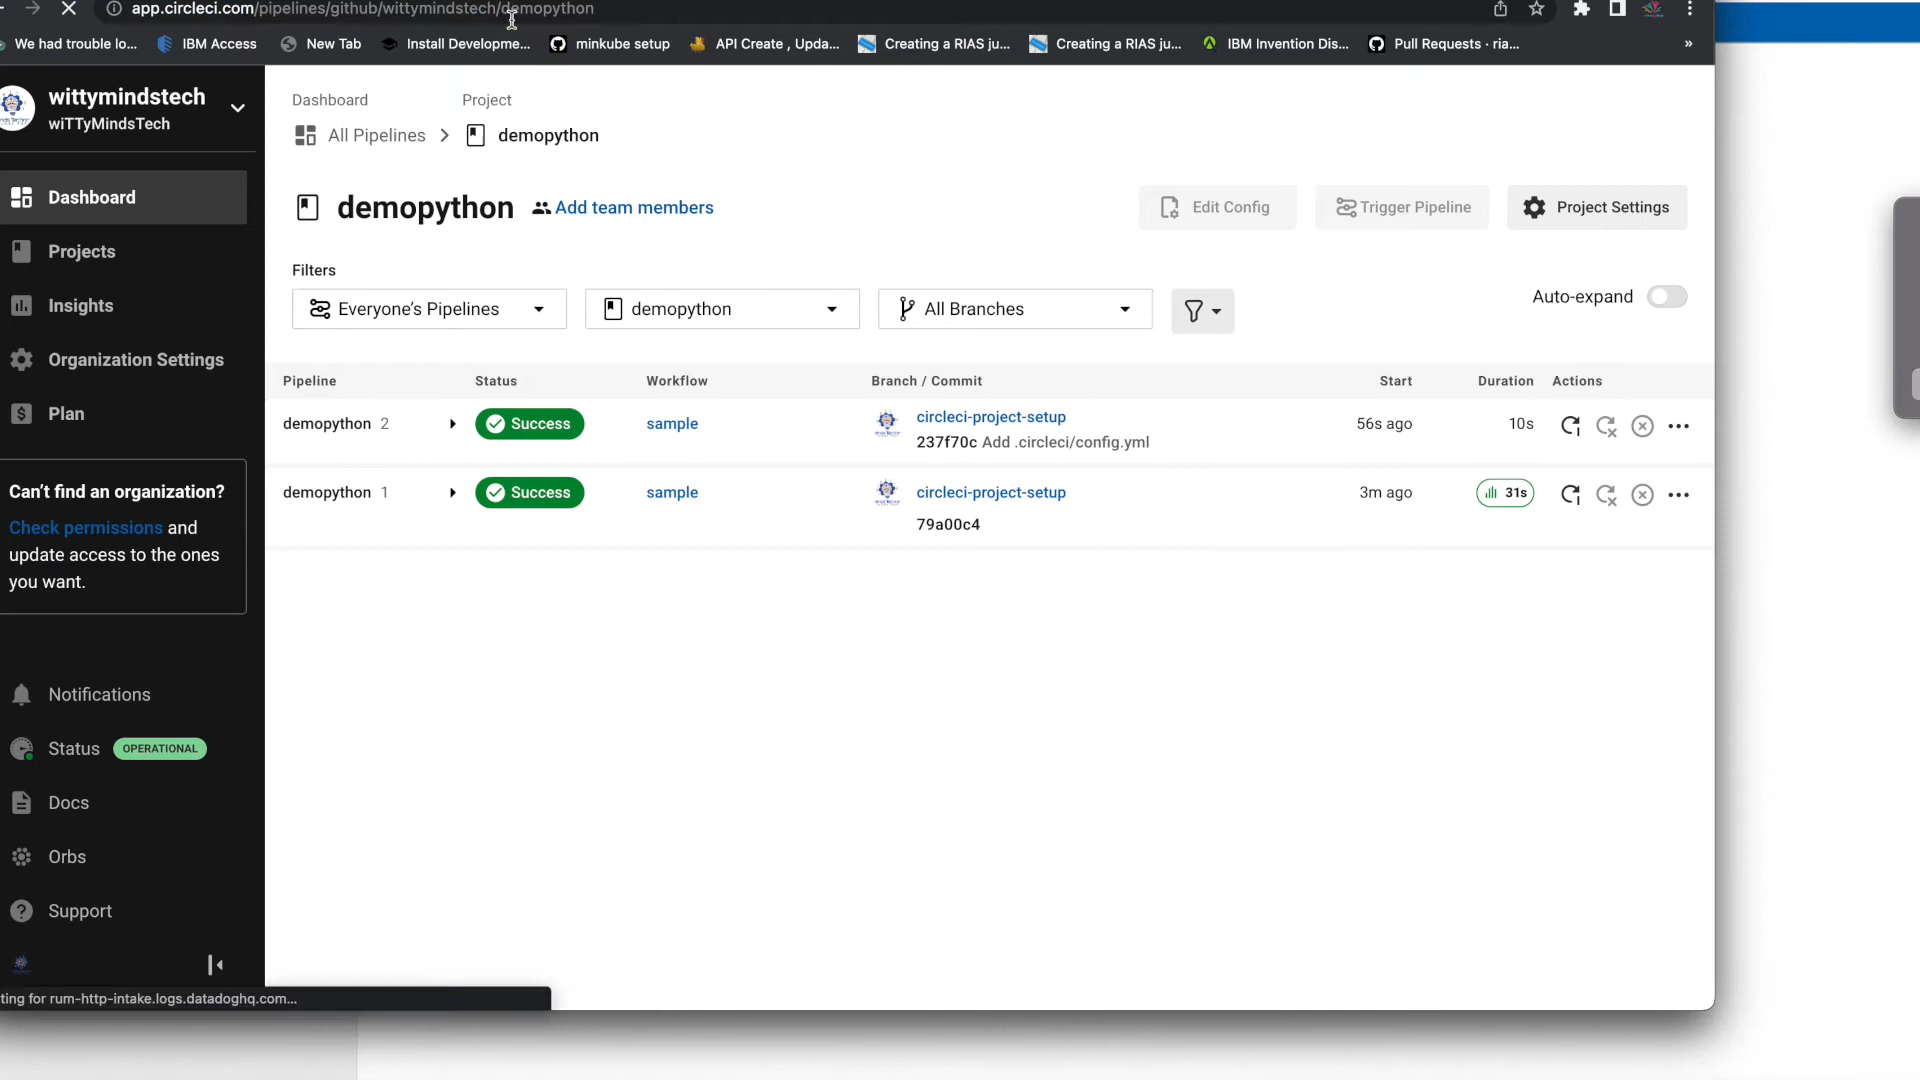 app.circleci.com/pipelines/github/wittymindstech/demopython
We had trouble lo... IBM Access New Tab Install Developme... minkube setup API Create , Upda... Creating a RIAS ju... Creating a RIAS ju... IBM Invention Dis... Pull Requests · ria... »
wittymindstech
wiTTyMindsTech
Dashboard
Projects
Insights
Organization Settings
Plan
Can't find an organization?
Check permissions and
update access to the ones
you want.
Notifications
Status OPERATIONAL
Docs
Orbs
Support
ting for rum-http-intake.logs.datadoghq.com...
Dashboard Project
All Pipelines demopython
demopython Add team members Edit Config Trigger Pipeline Project Settings
Filters
Everyone's Pipelines demopython All Branches Auto-expand
Pipeline Status Workflow Branch / Commit Start Duration Actions
demopython 2 Success sample circleci-project-setup 56s ago 10s
237f70c Add .circleci/config.yml
demopython 1 Success sample circleci-project-setup 3m ago 31s
79a00c4